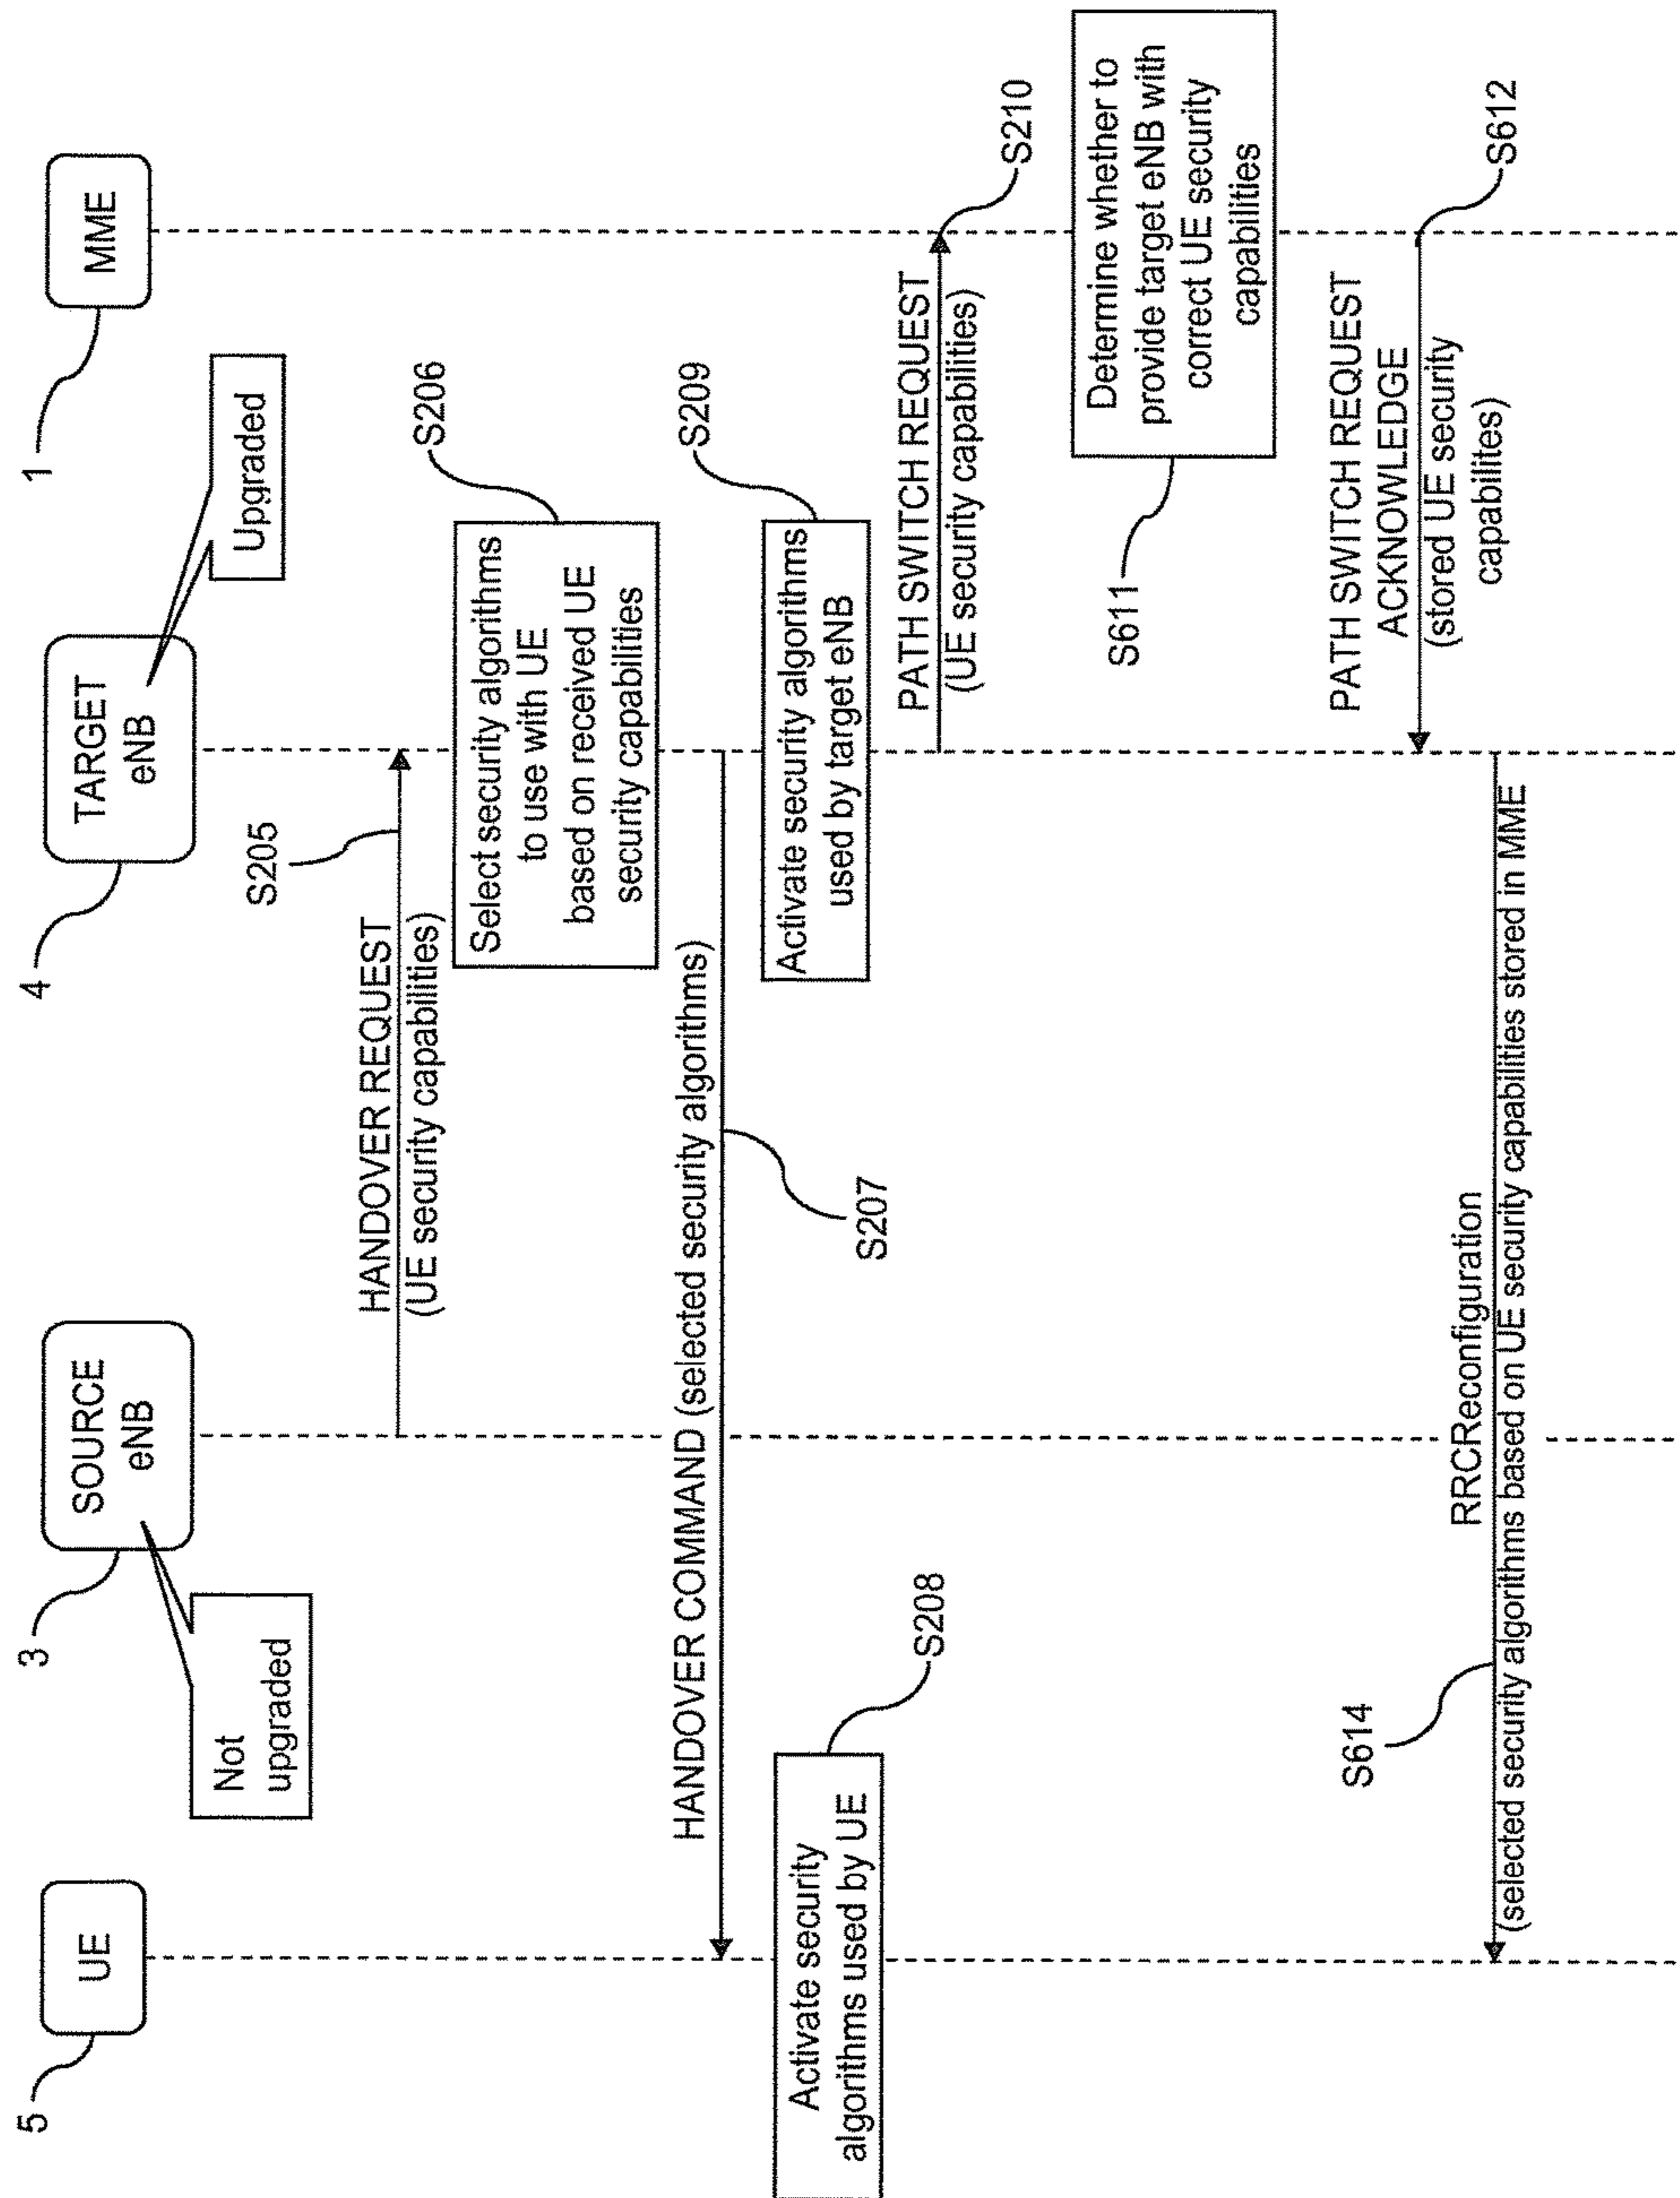 5
UE
3
SOURCE
eNB
Not
upgraded
4
TARGET
eNB
Upgraded
1
MME
HANDOVER REQUEST
(UE security capabilities)
S205
Select security algorithms
to use with UE
based on received UE
security capabilities
S206
HANDOVER COMMAND (selected security algorithms)
S207
Activate security
algorithms used by UE
S208
Activate security algorithms
used by target eNB
S209
PATH SWITCH REQUEST
(UE security capabilities)
S210
Determine whether to
provide target eNB with
correct UE security
capabilities
S611
PATH SWITCH REQUEST
ACKNOWLEDGE
(stored UE security
capabilites)
S612
RRCReconfiguration
(selected security algorithms based on UE security capabilities stored in MME
S614